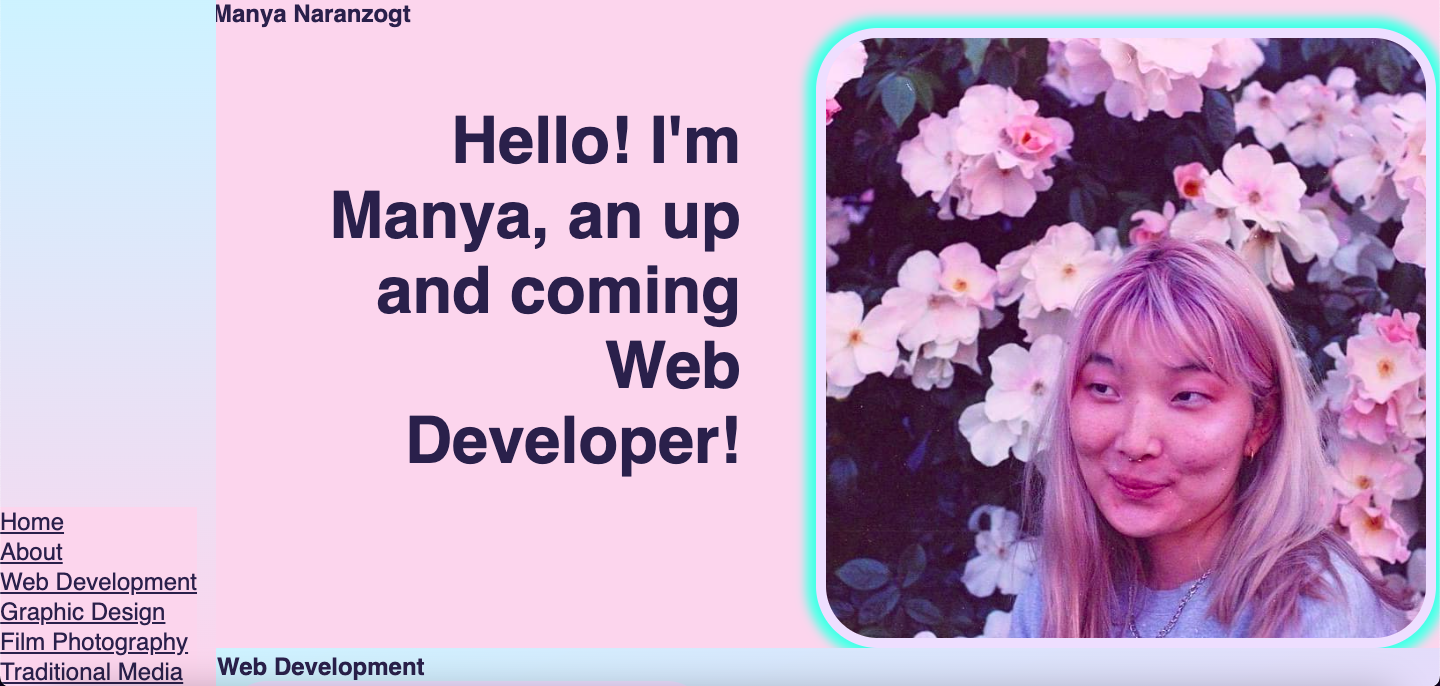 Manya Naranzogt
Hello! I'm
Manya, an up
and coming
Web
Developer!
Home
About
Web Development
Graphic Design
Film Photography
Traditional Media
Web Development